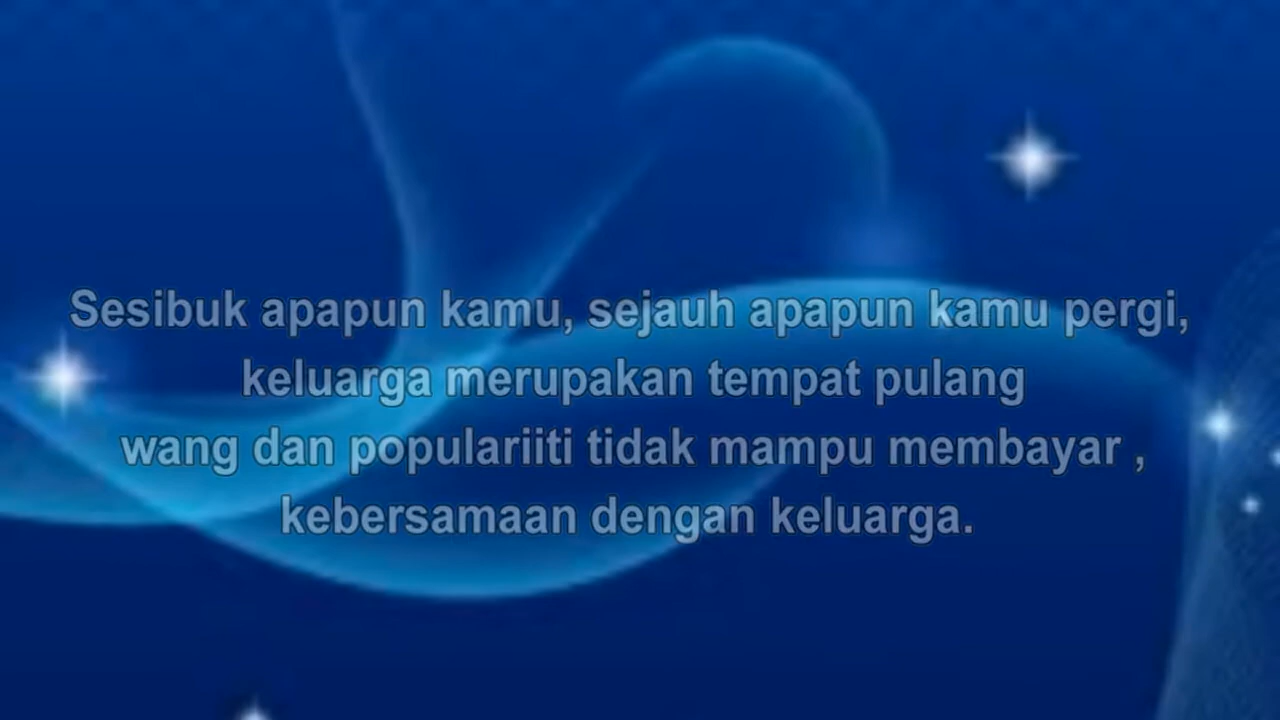 Sesibuk apapun kamu, sejauh apapun kamu pergi,
keluarga merupakan tempat pulang
wang dan populariiti tidak mampu membayar ,
kebersamaan dengan keluarga.